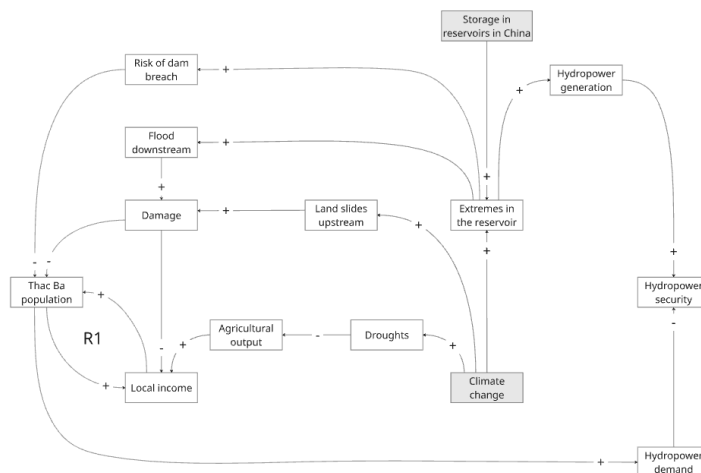 Storage in
reservoirs in China
Risk of dam
breach
+
+
Hydropower
generation
Flood
downstream
+
+
+
Damage
+
Land slides
upstream
Extremes in
the reservoir
+
+
+
-
-
Thac Ba
population
+
Hydropower
security
R1
Agricultural
output
-
Droughts
-
+
+
-
+
Local income
Climate
change
+
Hydropower
demand